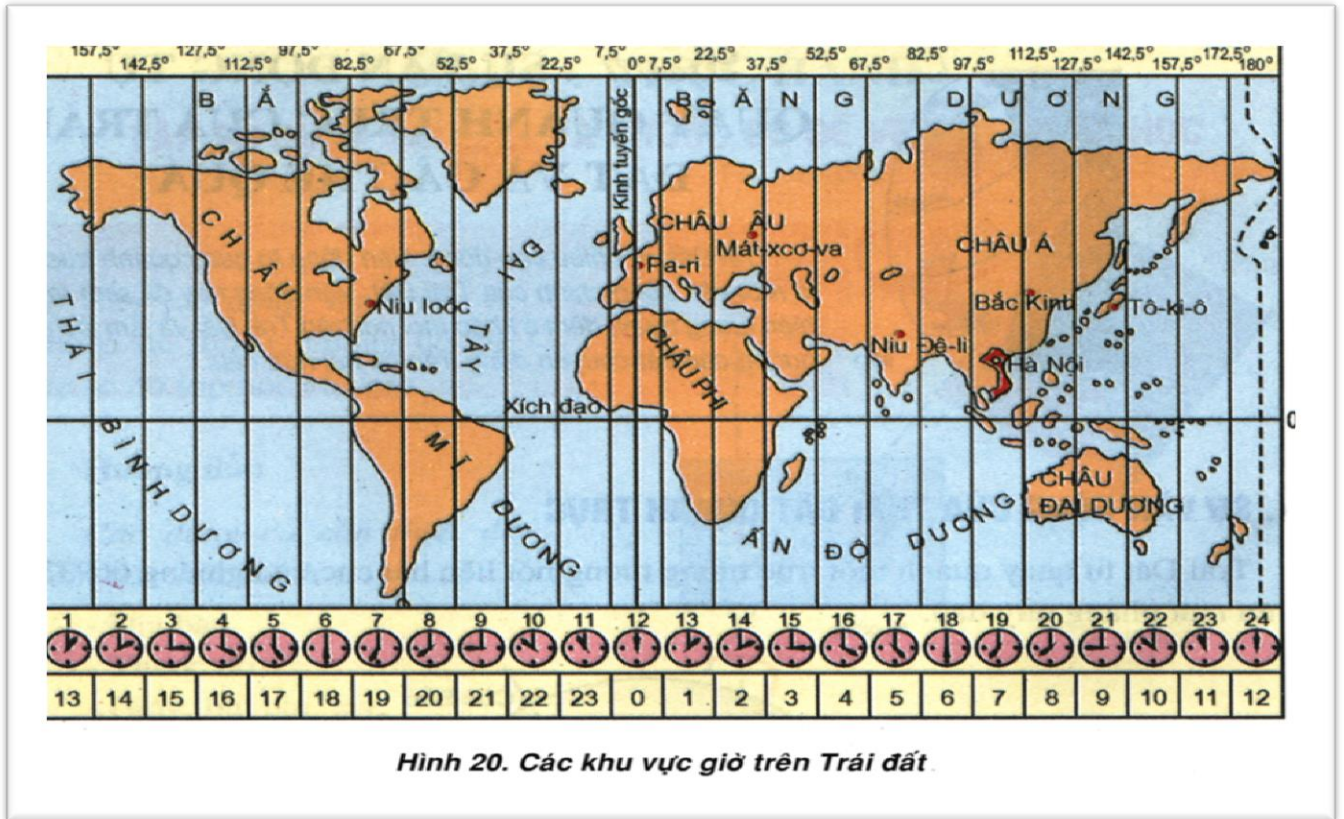 157,5° 127,5° 97,5° 67,5° 37,5° 7,5° 0° 22,5° 52,5° 82,5° 112,5° 142,5° 172,5°
142,5° 112,5° 82,5° 52,5° 22,5° 7,5° 37,5° 67,5° 97,5° 127,5° 157,5° 180°
BẮ BĂNG DƯƠNG
Kinh tuyến gốc
CHÂU
MĨ
CHÂU ÂU
Mát-xcơ-va
CHÂU Á
Pa-ri
Niu Ioóc
Bắc Kinh
Tô-ki-ô
Niu Đê-li
Hà Nội
CHÂU PHI
ĐẠI
TÂY
DƯƠNG
THÁI
BÌNH DƯƠNG
Xích đạo
0
CHÂU
ĐẠI DƯƠNG
ẤN ĐỘ DƯƠNG
1 2 3 4 5 6 7 8 9 10 11 12 13 14 15 16 17 18 19 20 21 22 23 24
13 14 15 16 17 18 19 20 21 22 23 0 1 2 3 4 5 6 7 8 9 10 11 12
Hình 20. Các khu vực giờ trên Trái đất